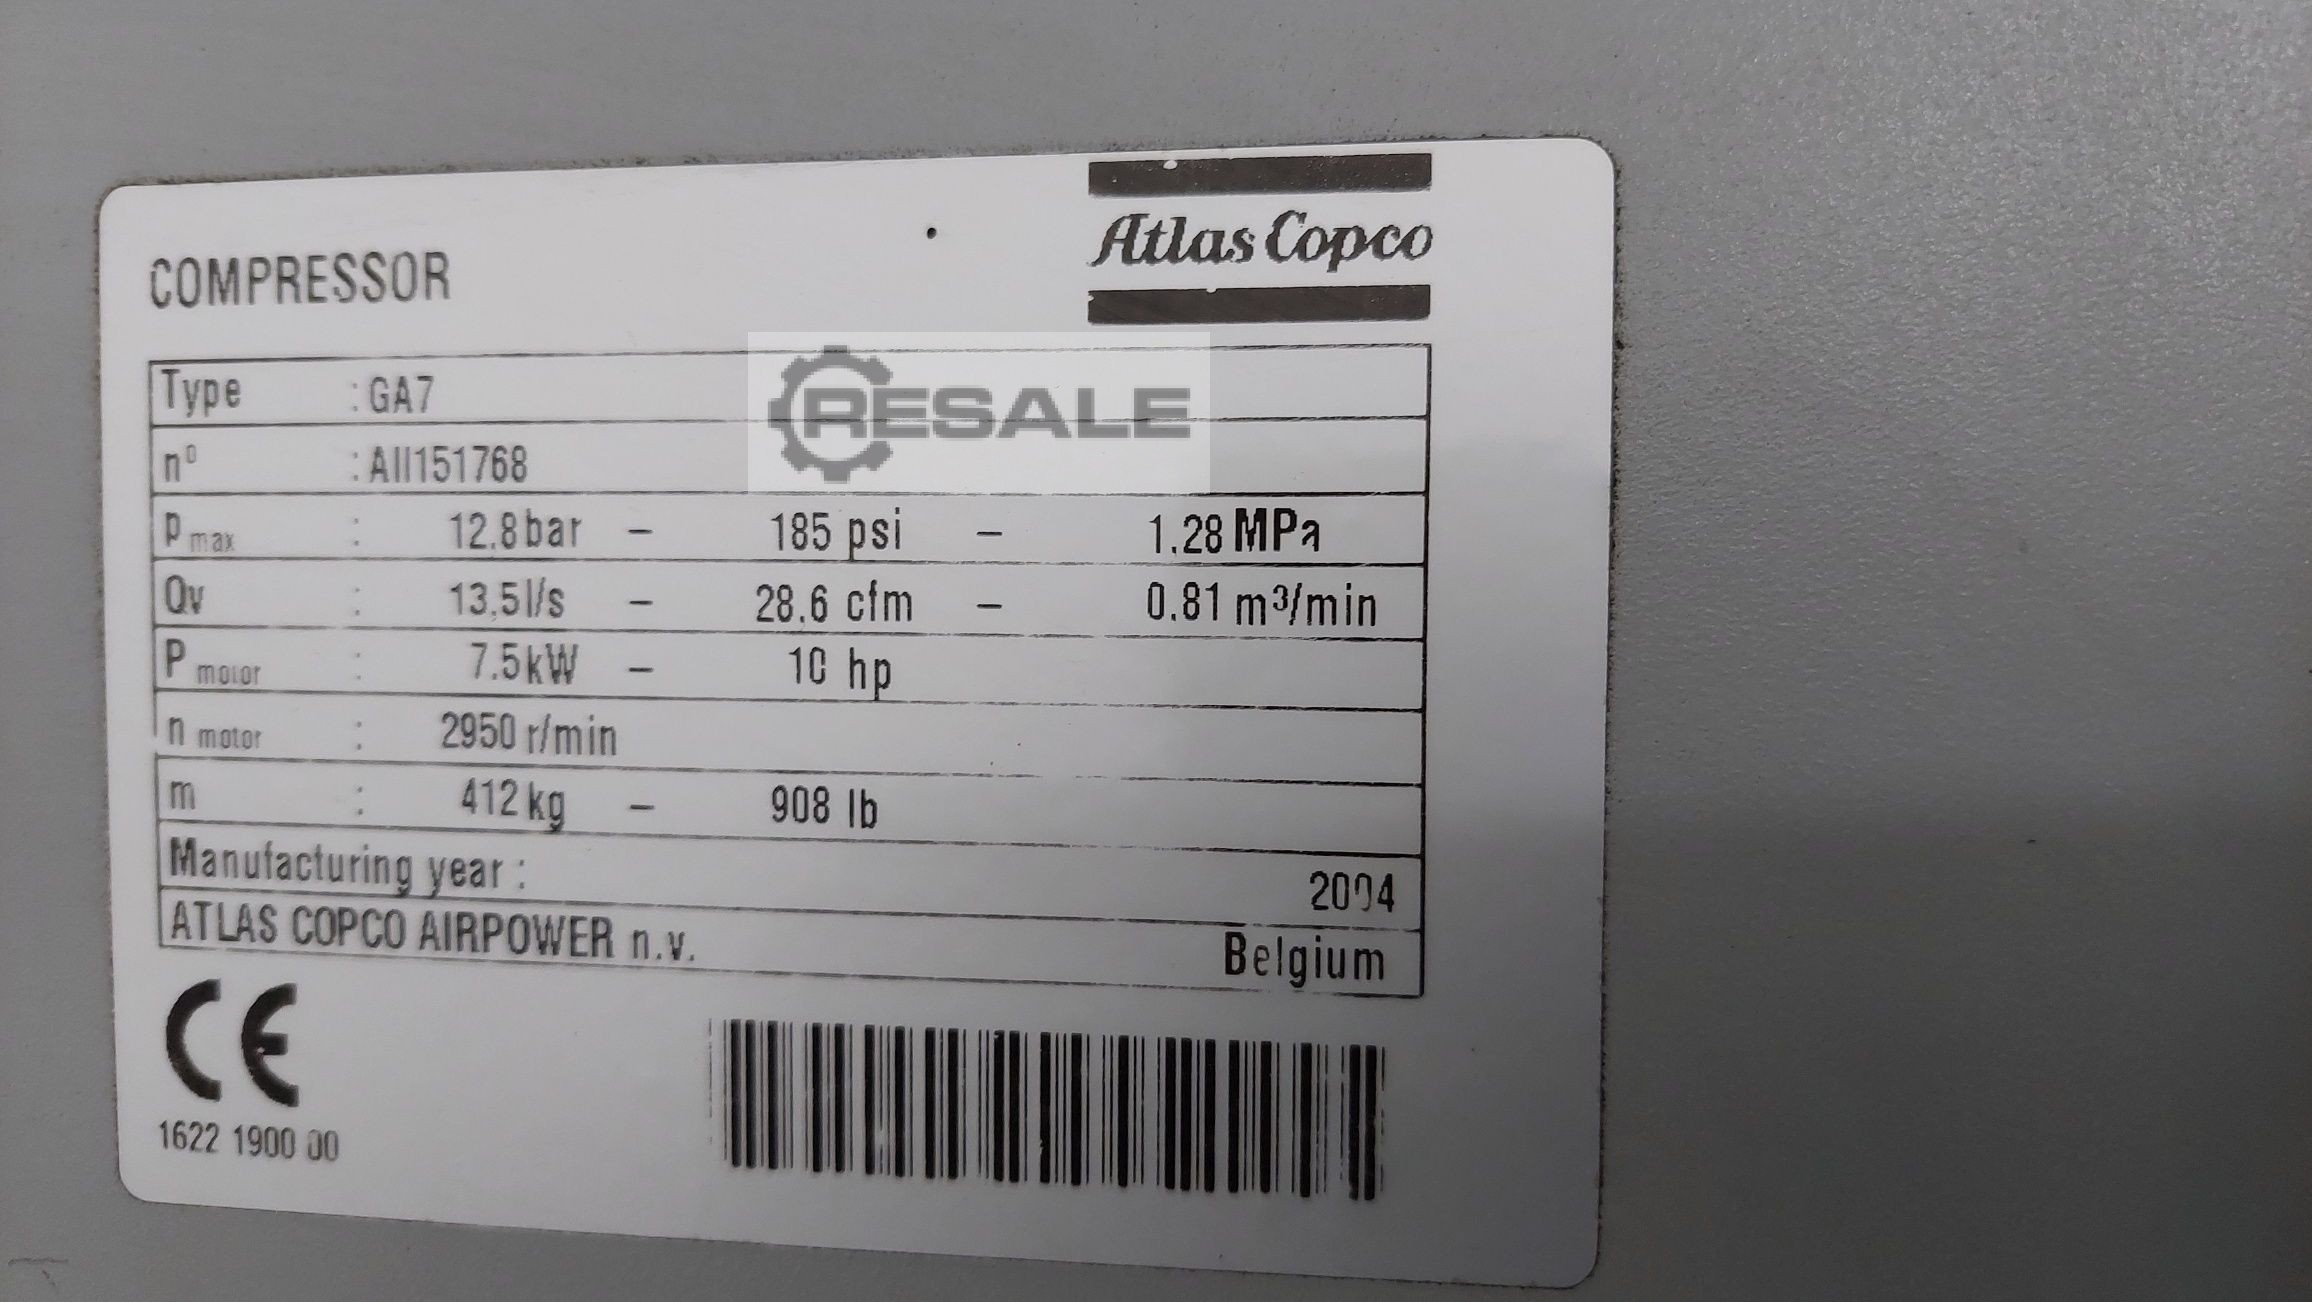 Atlas Copco
COMPRESSOR
RESALE
Type : GA7
n° : AII151768
p max : 12.8 bar – 185 psi – 1.28 MPa
Qv : 13.5 l/s – 28.6 cfm – 0.81 m³/min
P motor : 7.5 kW – 10 hp
n motor : 2950 r/min
m : 412 kg – 908 lb
Manufacturing year : 2004
ATLAS COPCO AIRPOWER n.v. Belgium
CE
1622 1900 00